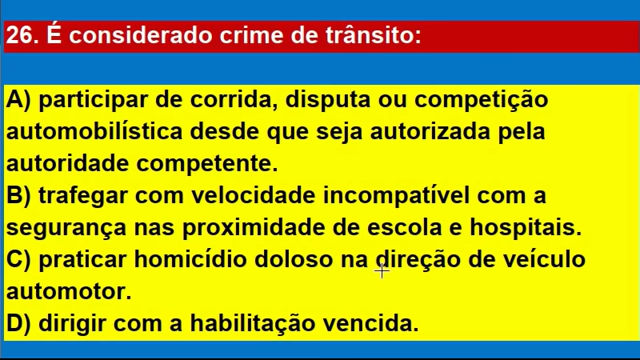 26. É considerado crime de trânsito:
A) participar de corrida, disputa ou competição
automobilística desde que seja autorizada pela
autoridade competente.
B) trafegar com velocidade incompatível com a
segurança nas proximidade de escola e hospitais.
C) praticar homicídio doloso na direção de veículo
automotor.
D) dirigir com a habilitação vencida.